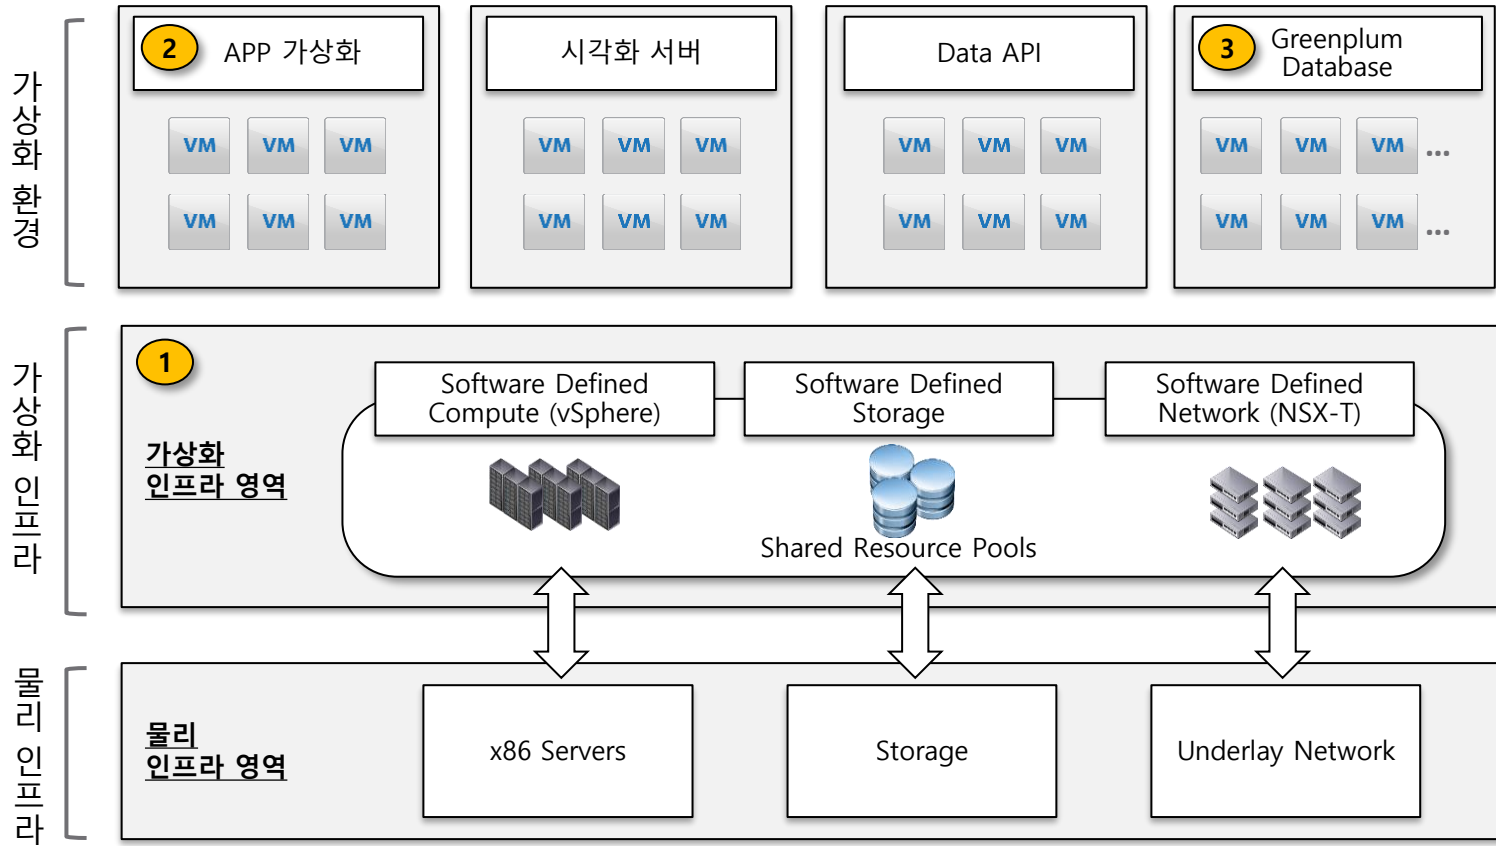 가상화 환경
2
APP 가상화
시각화 서버
Data API
3
Greenplum
Database
VM VM VM
VM VM VM
VM VM VM
VM VM VM
VM VM VM
VM VM VM
VM VM VM ...
VM VM VM ...
가상화 인프라
1
가상화
인프라 영역
Software Defined
Compute (vSphere)
Software Defined
Storage
Software Defined
Network (NSX-T)
Shared Resource Pools
물리 인프라
물리
인프라 영역
x86 Servers
Storage
Underlay Network